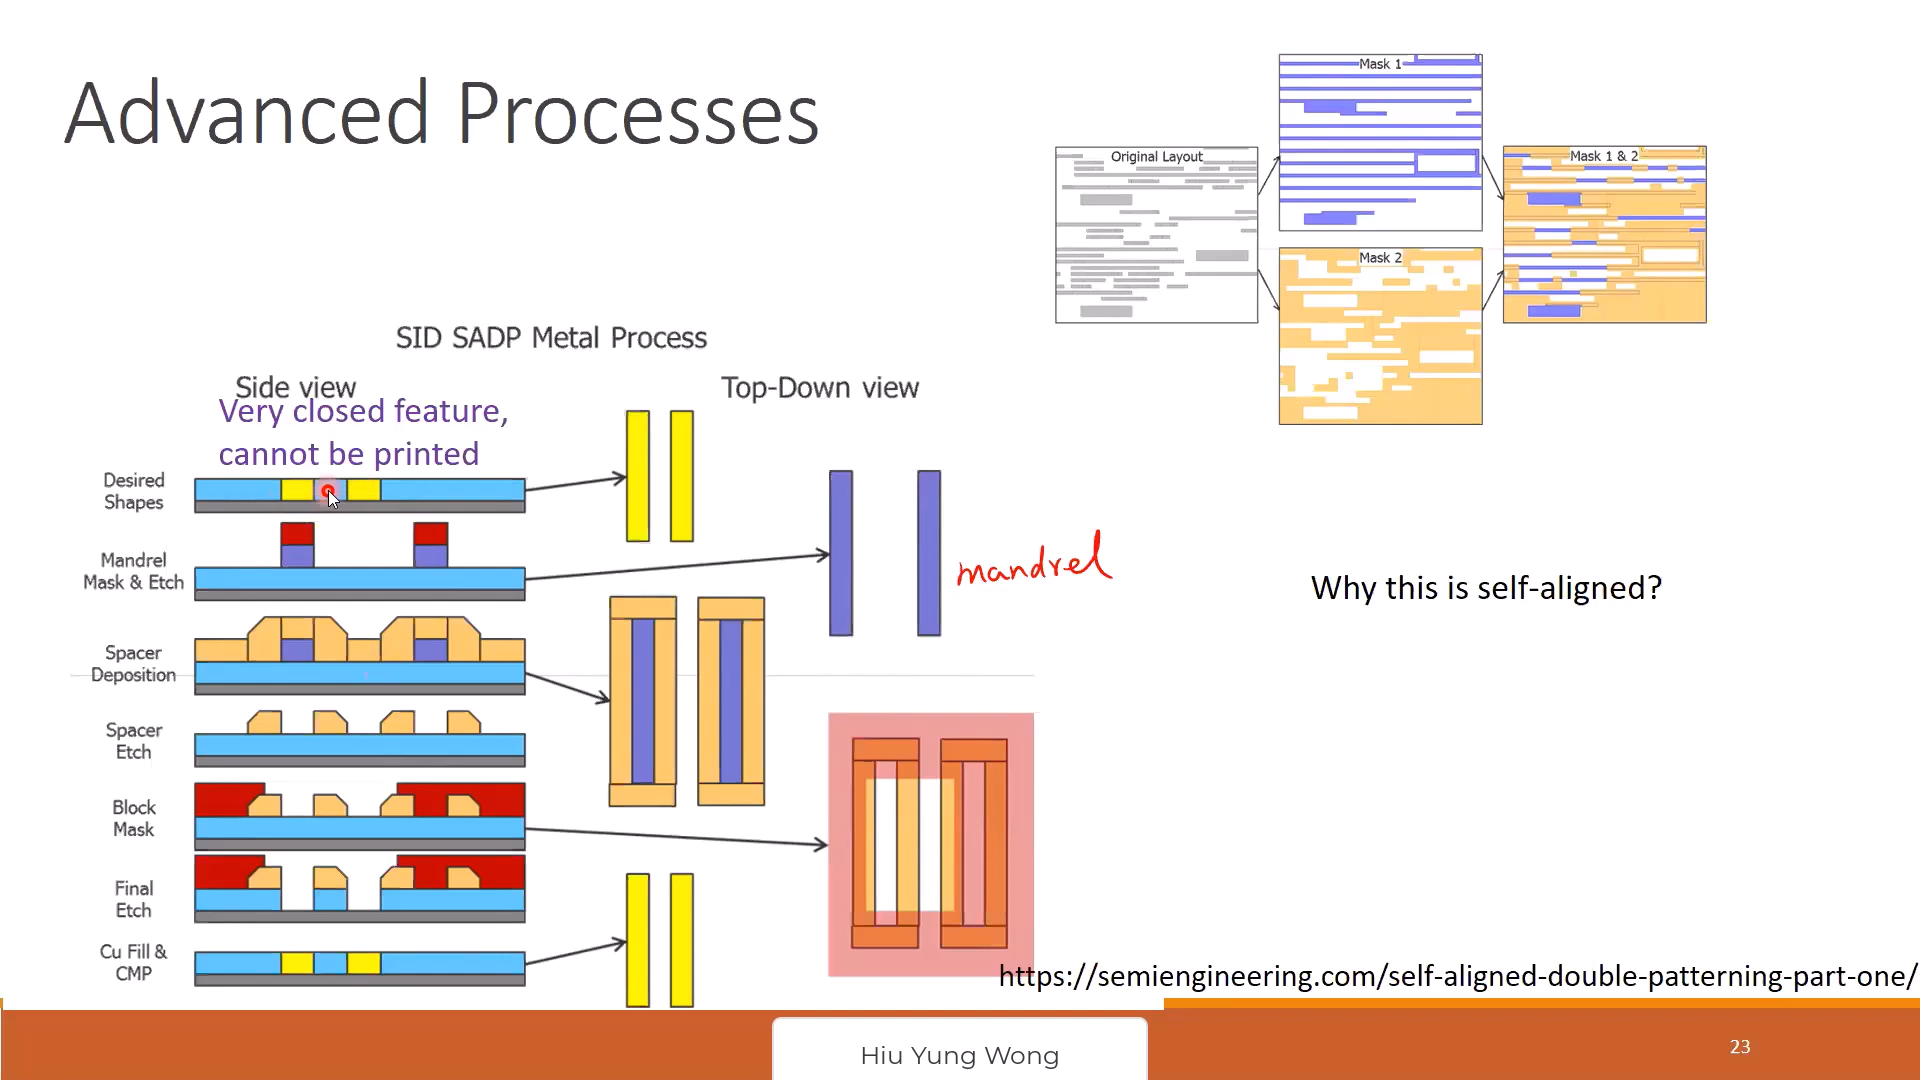 Advanced Processes
Mask 1
Original Layout
Mask 1 & 2
Mask 2
SID SADP Metal Process
Side view
Top-Down view
Very closed feature,
cannot be printed
Desired
Shapes
Mandrel
Mask & Etch
mandrel
Why this is self-aligned?
Spacer
Deposition
Spacer
Etch
Block
Mask
Final
Etch
Cu Fill &
CMP
https://semiengineering.com/self-aligned-double-patterning-part-one/
Hiu Yung Wong
23